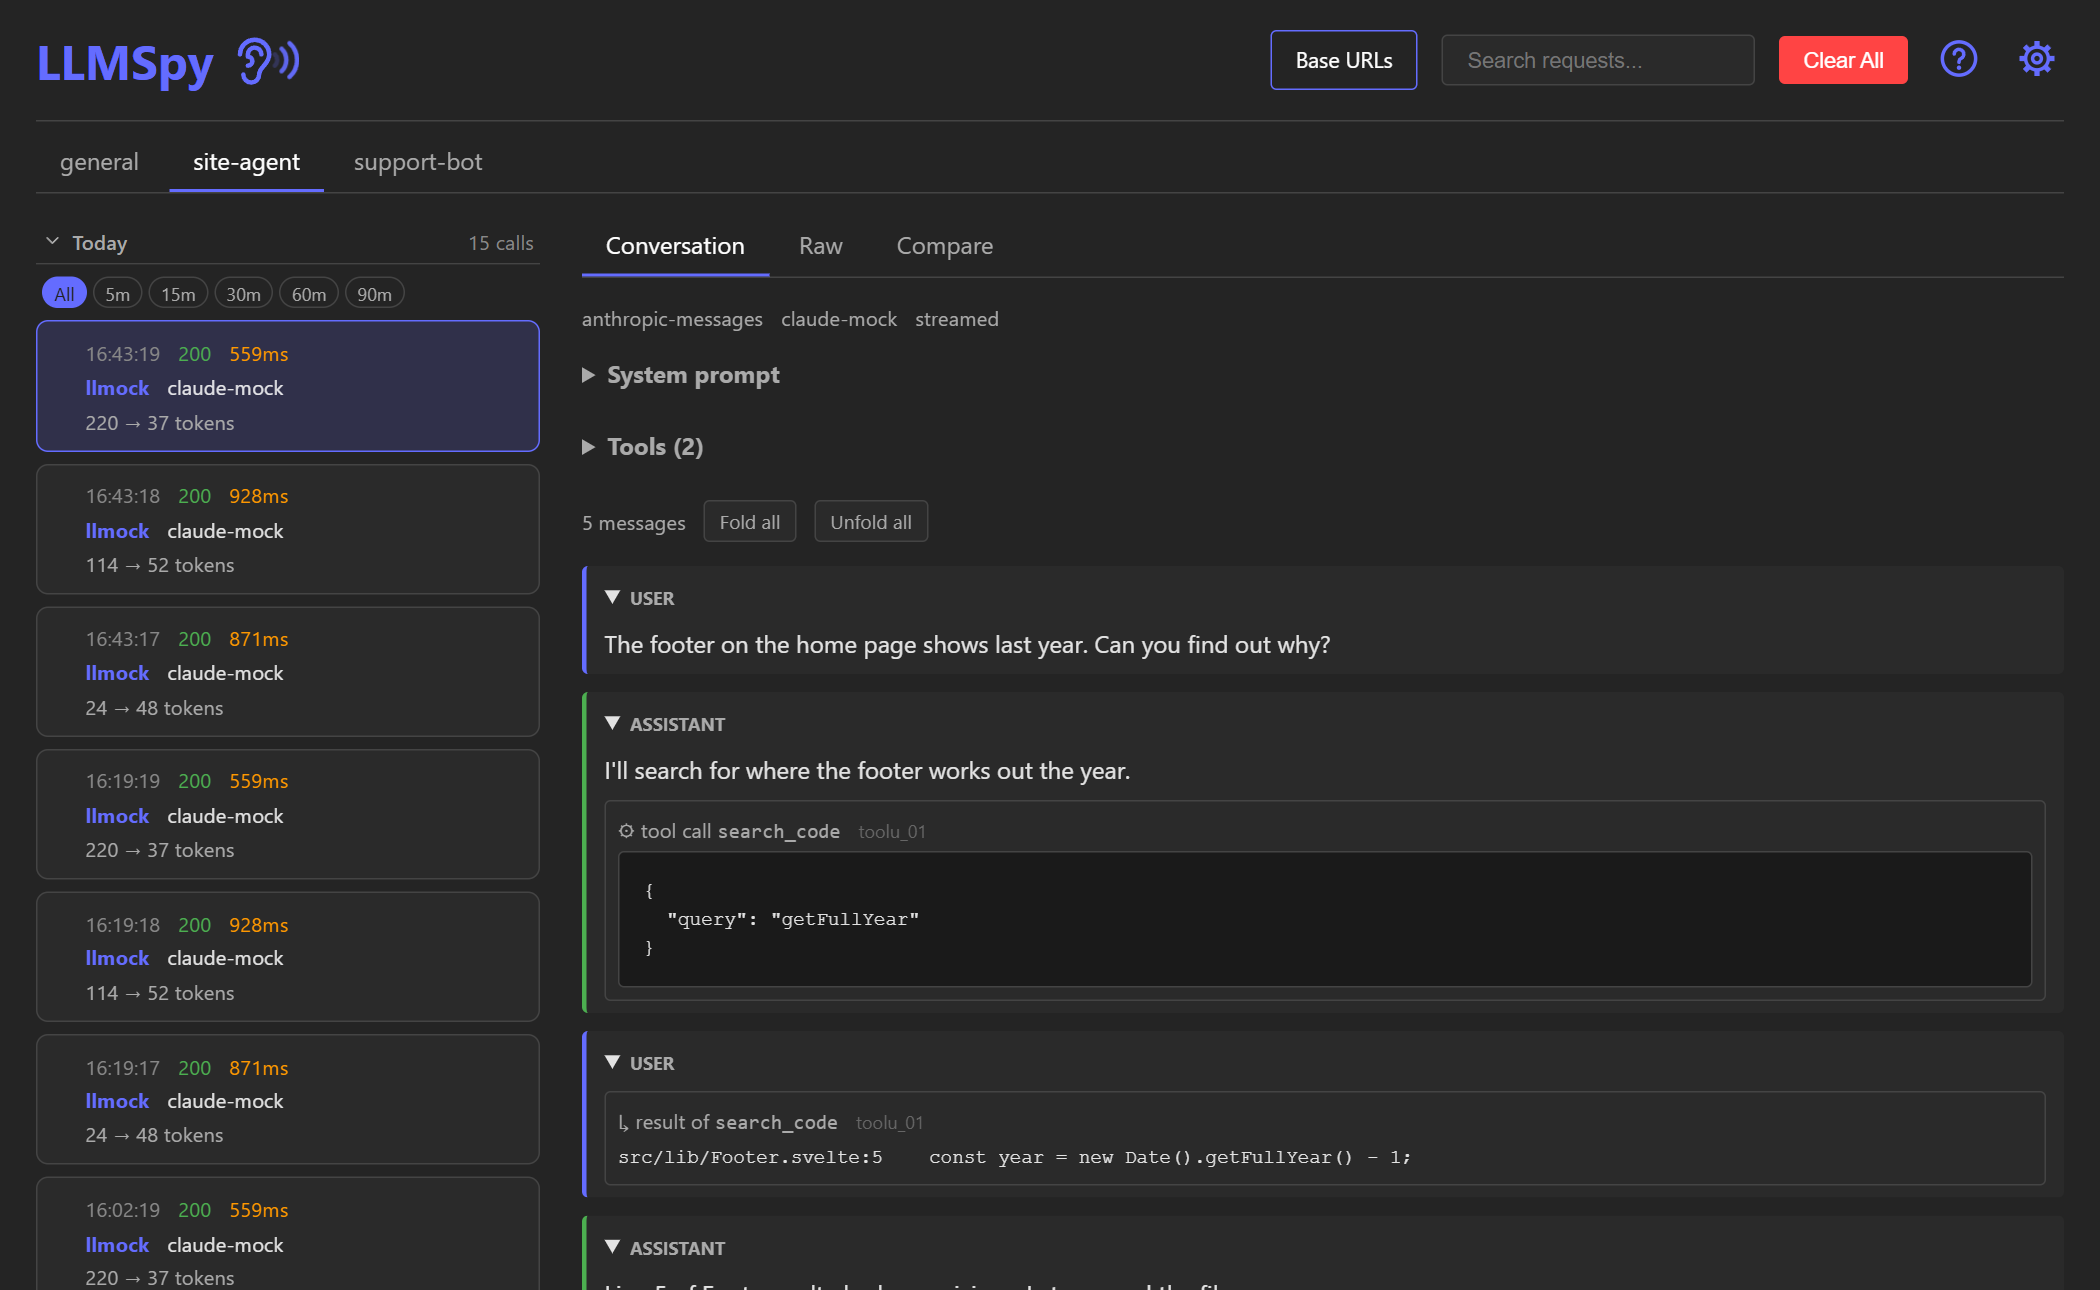 LLMSpy
Base URLs
Search requests...
Clear All
general
site-agent
support-bot
Today
15 calls
All
5m
15m
30m
60m
90m
16:43:19 200 559ms
llmock claude-mock
220 → 37 tokens
16:43:18 200 928ms
llmock claude-mock
114 → 52 tokens
16:43:17 200 871ms
llmock claude-mock
24 → 48 tokens
16:19:19 200 559ms
llmock claude-mock
220 → 37 tokens
16:19:18 200 928ms
llmock claude-mock
114 → 52 tokens
16:19:17 200 871ms
llmock claude-mock
24 → 48 tokens
16:02:19 200 559ms
llmock claude-mock
220 → 37 tokens
Conversation
Raw
Compare
anthropic-messages claude-mock streamed
System prompt
Tools (2)
5 messages
Fold all
Unfold all
USER
The footer on the home page shows last year. Can you find out why?
ASSISTANT
I'll search for where the footer works out the year.
tool call search_code toolu_01
{
"query": "getFullYear"
}
USER
↳ result of search_code toolu_01
src/lib/Footer.svelte:5    const year = new Date().getFullYear() - 1;
ASSISTANT